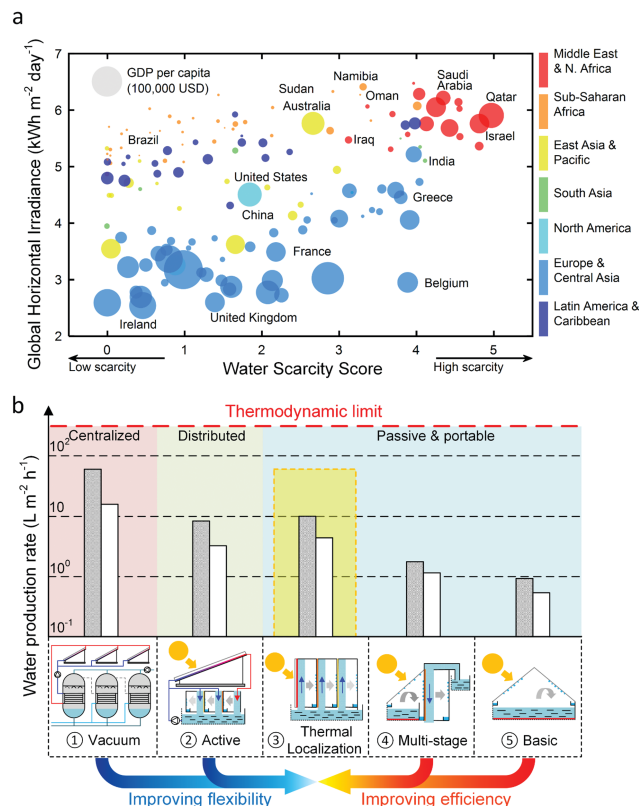 a
Global Horizontal Irradiance (kWh m⁻² day⁻¹)
7
6
5
4
3
2
GDP per capita
(100,000 USD)
Namibia
Sudan
Oman
Saudi
Arabia
Australia
Qatar
Brazil
Iraq
Israel
India
United States
China
Greece
France
Belgium
Ireland
United Kingdom
0
1
2
3
4
5
Low scarcity
Water Scarcity Score
High scarcity
Middle East
& N. Africa
Sub-Saharan
Africa
East Asia &
Pacific
South Asia
North America
Europe &
Central Asia
Latin America &
Caribbean
b
Thermodynamic limit
Water production rate (L m⁻² h⁻¹)
Centralized
Distributed
Passive & portable
10²
10
10⁰
10⁻¹
① Vacuum
② Active
③ Thermal
Localization
④ Multi-stage
⑤ Basic
Improving flexibility
Improving efficiency